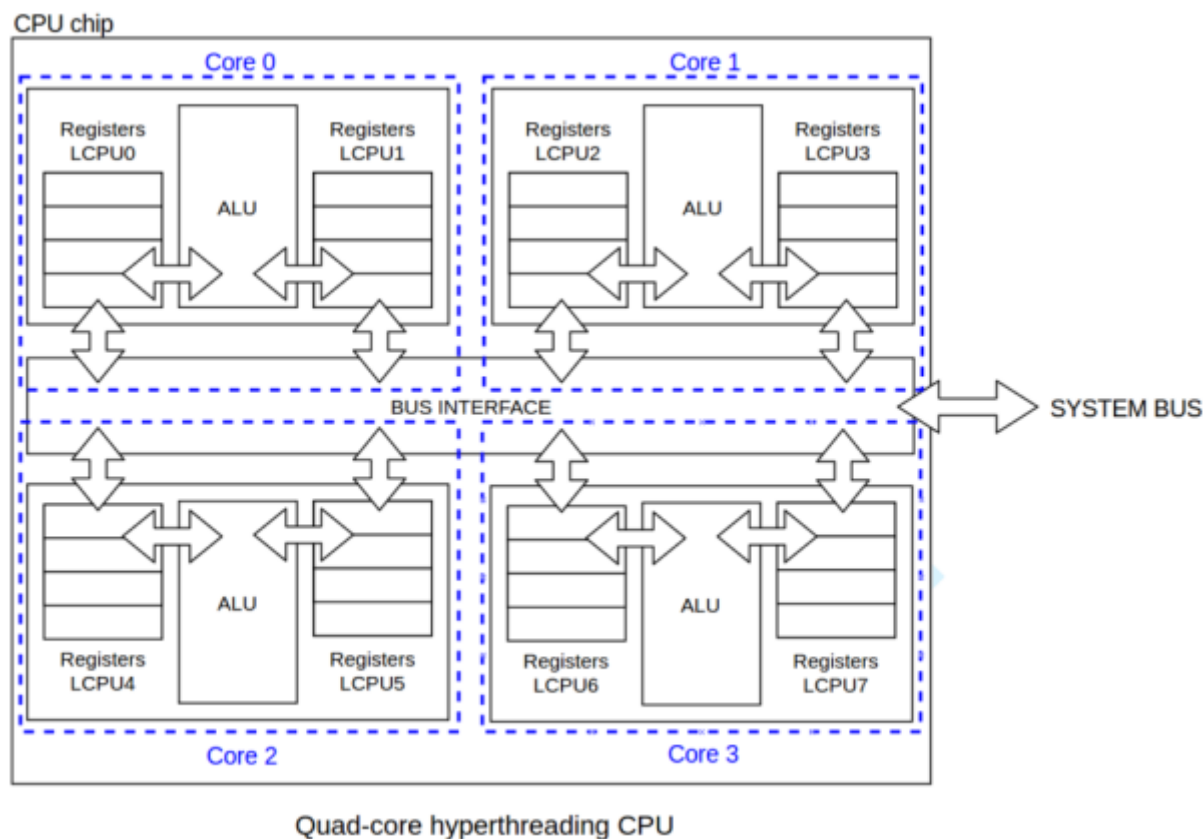 CPU chip
Core 0
Core 1
Registers
LCPU0
Registers
LCPU1
ALU
Registers
LCPU2
Registers
LCPU3
ALU
BUS INTERFACE
SYSTEM BUS
ALU
Registers
LCPU4
Registers
LCPU5
ALU
Registers
LCPU6
Registers
LCPU7
Core 2
Core 3
Quad-core hyperthreading CPU